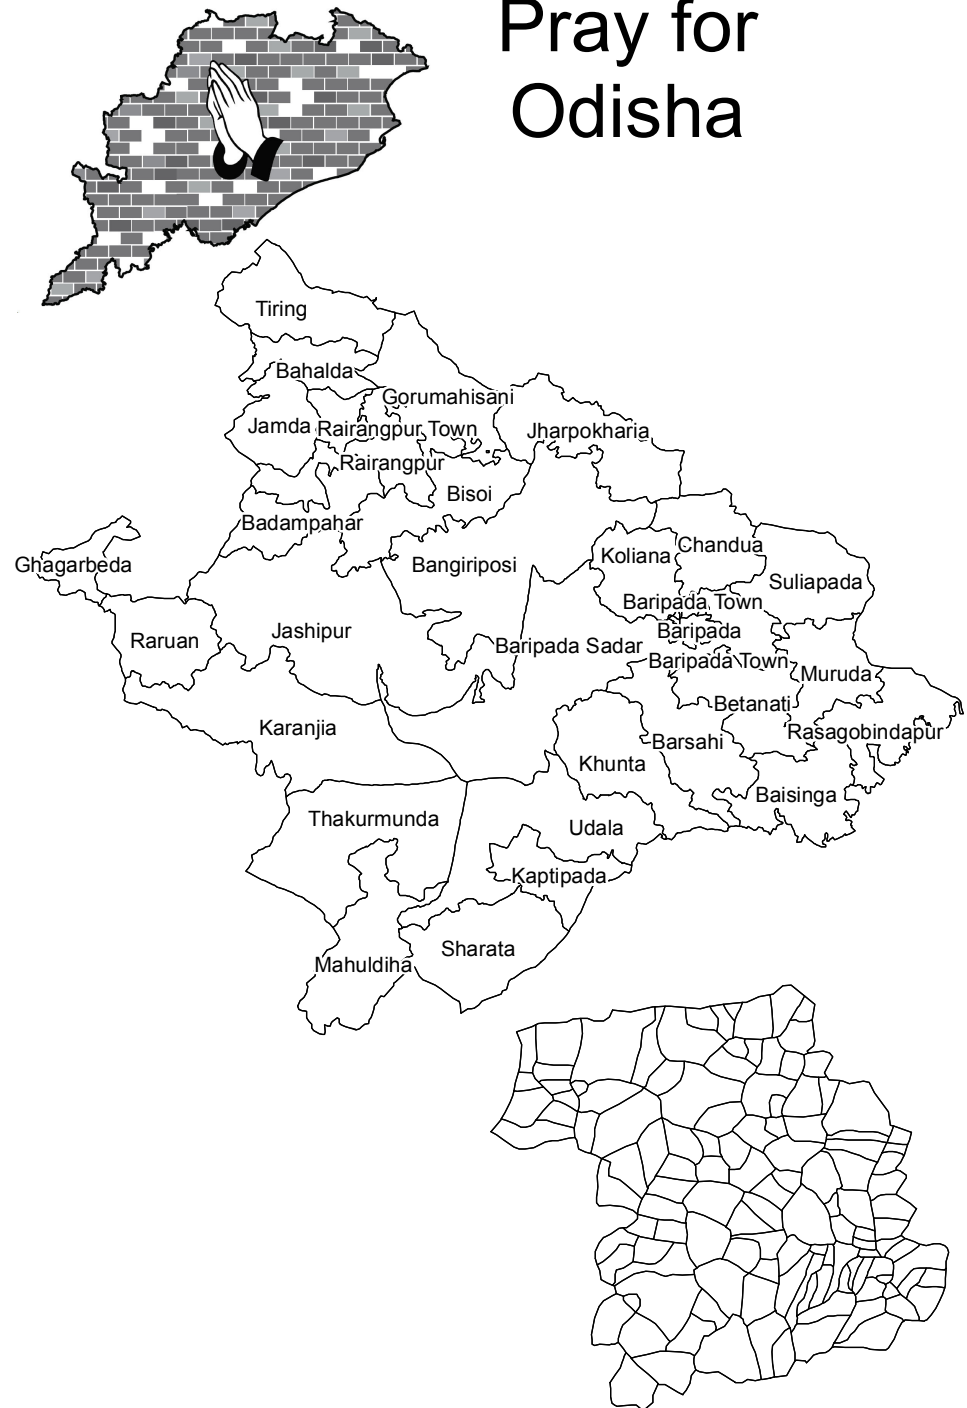 Pray for
Odisha
Tiring
Bahalda
Gorumahisani
Jamda
Rairangpur Town
Jharpokharia
Rairangpur
Bisoi
Badampahar
Ghagarbeda
Bangiriposi
Koliana
Chandua
Suliapada
Baripada Town
Raruan
Jashipur
Baripada Sadar
Baripada
Baripada Town
Muruda
Betanati
Karanjia
Barsahi
Rasagobindapur
Khunta
Baisinga
Thakurmunda
Udala
Kaptipada
Sharata
Mahuldiha